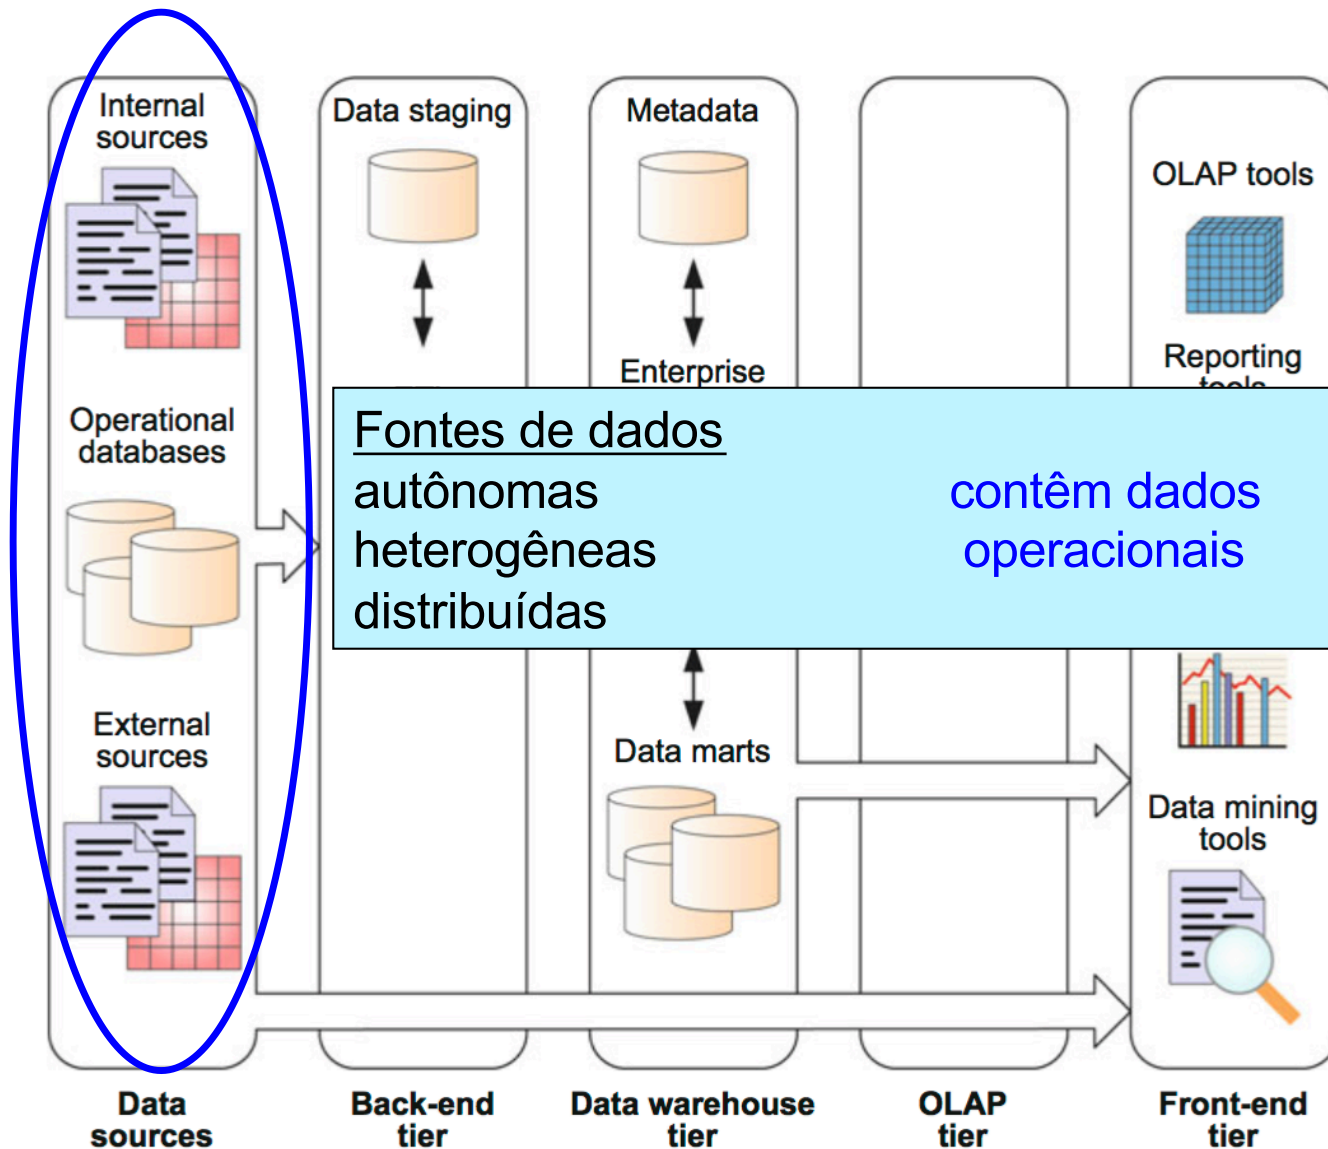 Internal
sources
Operational
databases
External
sources
Data staging
Metadata
Enterprise
Data marts
OLAP tools
Reporting
tools
Data mining
tools
Fontes de dados
autônomas
heterogêneas
distribuídas
contêm dados
operacionais
Data
sources
Back-end
tier
Data warehouse
tier
OLAP
tier
Front-end
tier